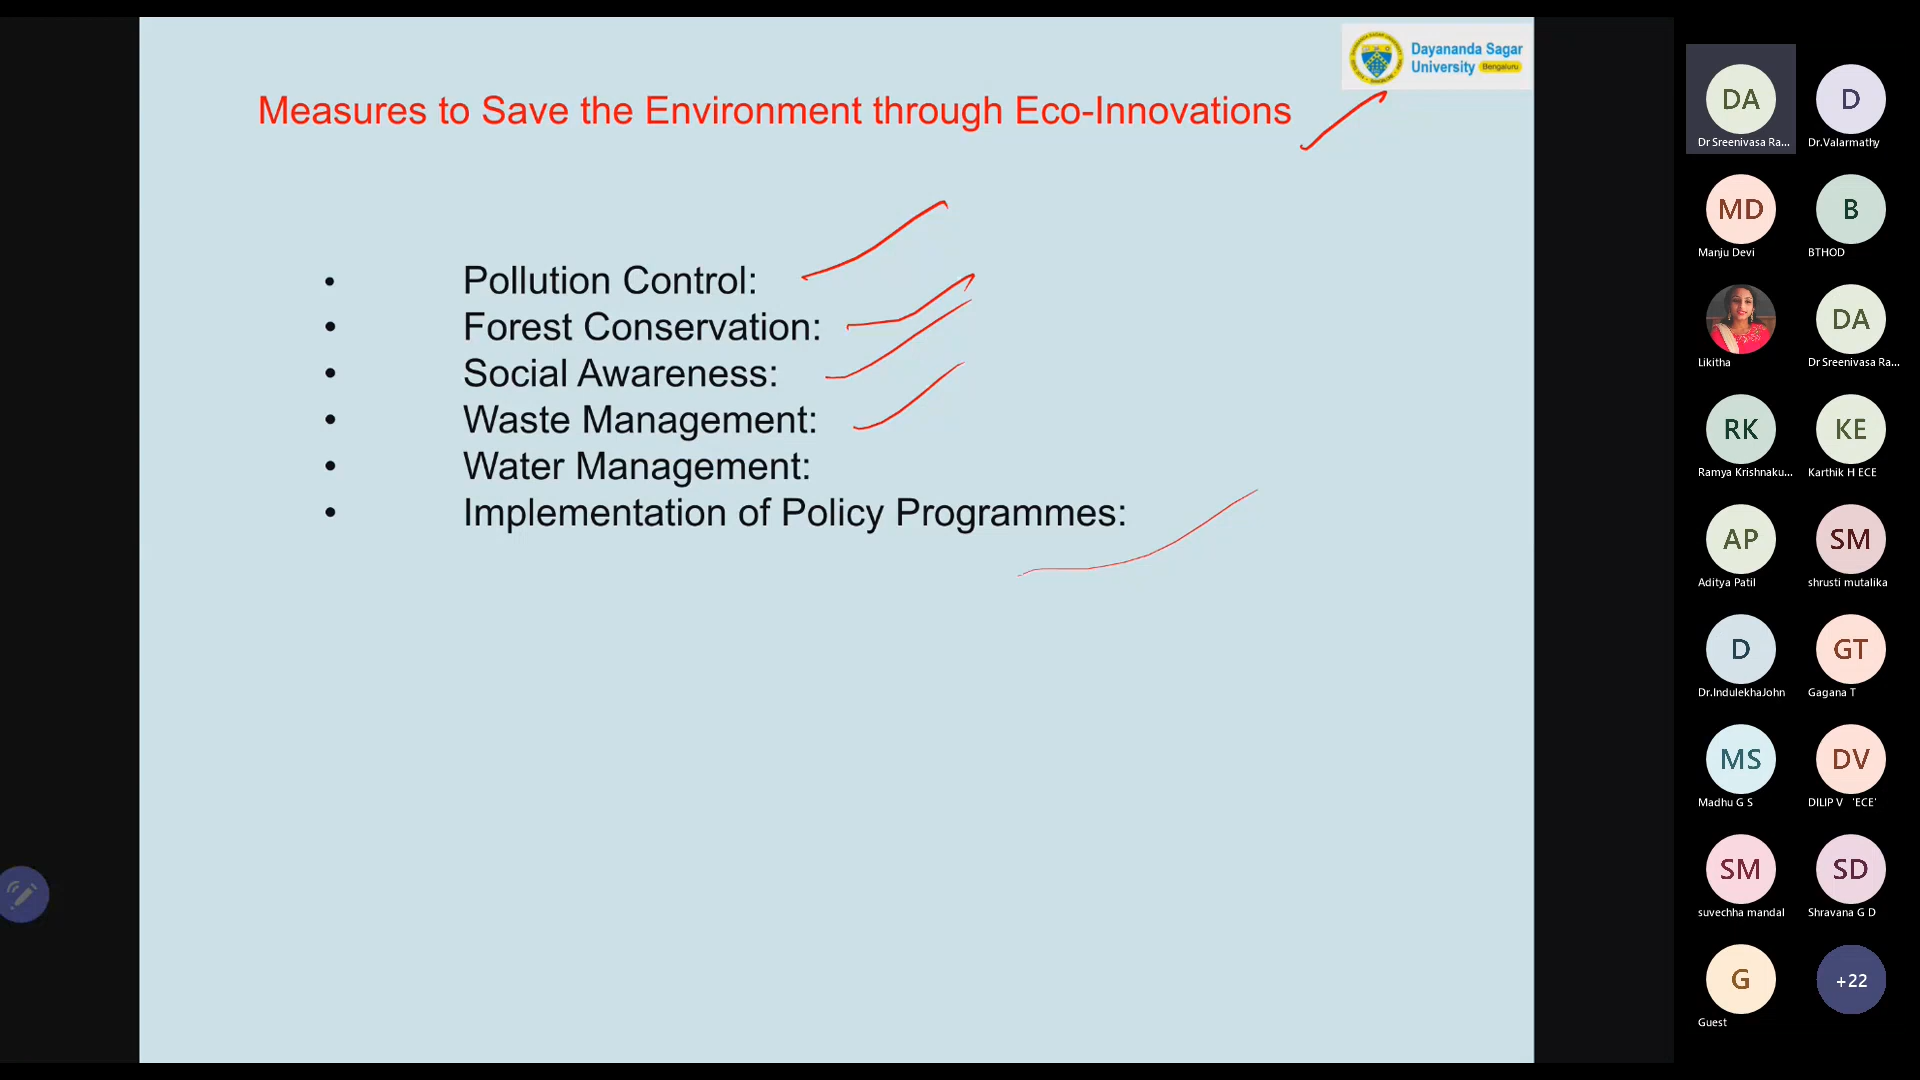 Dayananda Sagar
University Bengaluru
Measures to Save the Environment through Eco-Innovations
• Pollution Control:
• Forest Conservation:
• Social Awareness:
• Waste Management:
• Water Management:
• Implementation of Policy Programmes:
DA
Dr Sreenivasa Ra...
D
Dr.Valarmathy
MD
Manju Devi
B
BTHOD
Likitha
DA
Dr Sreenivasa Ra...
RK
Ramya Krishnaku...
KE
Karthik H ECE
AP
Aditya Patil
SM
shrusti mutalika
D
Dr.IndulekhaJohn
GT
Gagana T
MS
Madhu G S
DV
DILIP V 'ECE'
SM
suvechha mandal
SD
Shravana G D
G
Guest
+22